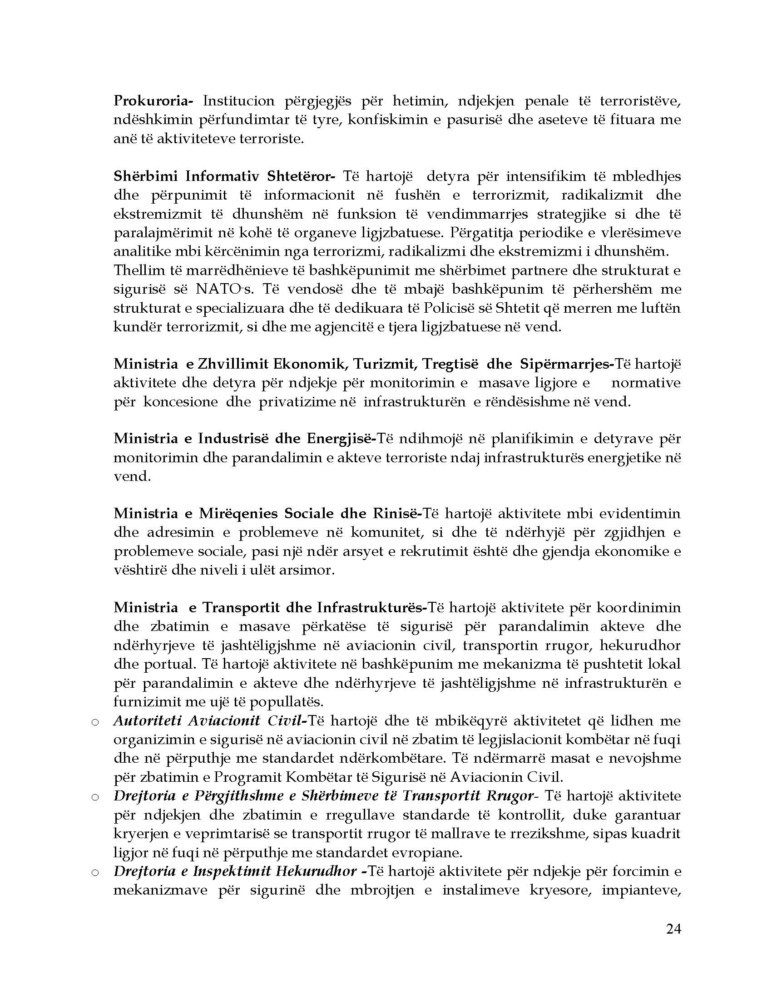 Prokuroria- Institucion përgjegjës për hetimin, ndjekjen penale të terroristëve,
ndëshkimin përfundimtar të tyre, konfiskimin e pasurisë dhe aseteve të fituara me
anë të aktiviteteve terroriste.
Shërbimi Informativ Shtetëror- Të hartojë detyra për intensifikim të mbledhjes
dhe përpunimit të informacionit në fushën e terrorizmit, radikalizmit dhe
ekstremizmit të dhunshëm në funksion të vendimmarrjes strategjike si dhe të
paralajmërimit në kohë të organeve ligjzbatuese. Përgatitja periodike e vlerësimeve
analitike mbi kërcënimin nga terrorizmi, radikalizmi dhe ekstremizmi i dhunshëm.
Thellim të marrëdhënieve të bashkëpunimit me shërbimet partnere dhe strukturat e
sigurisë së NATO-s. Të vendosë dhe të mbajë bashkëpunim të përhershëm me
strukturat e specializuara dhe të dedikuara të Policisë së Shtetit që merren me luftën
kundër terrorizmit, si dhe me agjencitë e tjera ligjzbatuese në vend.
Ministria e Zhvillimit Ekonomik, Turizmit, Tregtisë dhe Sipërmarrjes-Të hartojë
aktivitete dhe detyra për ndjekje për monitorimin e masave ligjore e normative
për koncesione dhe privatizime në infrastrukturën e rëndësishme në vend.
Ministria e Industrisë dhe Energjisë-Të ndihmojë në planifikimin e detyrave për
monitorimin dhe parandalimin e akteve terroriste ndaj infrastrukturës energjetike në
vend.
Ministria e Mirëqenies Sociale dhe Rinisë-Të hartojë aktivitete mbi evidentimin
dhe adresimin e problemeve në komunitet, si dhe të ndërhyjë për zgjidhjen e
problemeve sociale, pasi një ndër arsyet e rekrutimit është dhe gjendja ekonomike e
vështirë dhe niveli i ulët arsimor.
Ministria e Transportit dhe Infrastrukturës-Të hartojë aktivitete për koordinimin
dhe zbatimin e masave përkatëse të sigurisë për parandalimin akteve dhe
ndërhyrjeve të jashtëligjshme në aviacionin civil, transportin rrugor, hekurudhor
dhe portual. Të hartojë aktivitete në bashkëpunim me mekanizma të pushtetit lokal
për parandalimin e akteve dhe ndërhyrjeve të jashtëligjshme në infrastrukturën e
furnizimit me ujë të popullatës.
o Autoriteti Aviacionit Civil-Të hartojë dhe të mbikëqyrë aktivitetet që lidhen me
organizimin e sigurisë në aviacionin civil në zbatim të legjislacionit kombëtar në fuqi
dhe në përputhje me standardet ndërkombëtare. Të ndërmarrë masat e nevojshme
për zbatimin e Programit Kombëtar të Sigurisë në Aviacionin Civil.
o Drejtoria e Përgjithshme e Shërbimeve të Transportit Rrugor- Të hartojë aktivitete
për ndjekjen dhe zbatimin e rregullave standarde të kontrollit, duke garantuar
kryerjen e veprimtarisë se transportit rrugor të mallrave te rrezikshme, sipas kuadrit
ligjor në fuqi në përputhje me standardet evropiane.
o Drejtoria e Inspektimit Hekurudhor -Të hartojë aktivitete për ndjekje për forcimin e
mekanizmave për sigurinë dhe mbrojtjen e instalimeve kryesore, impianteve,
24